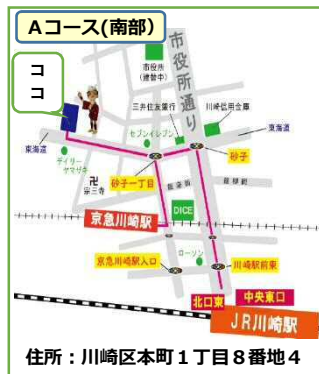 Aコース(南部)
ココ
市役所
(建替中)
市役所通り
三井住友銀行
川崎信用金庫
セブンイレブン
東海道
東海道
デイリー
ヤマザキ
砂子
卍
宗三寺
砂子一丁目
DICE
京急川崎駅
ローソン
京急川崎駅入口
川崎駅前東
北口東
中央東口
JR川崎駅
住所:川崎区本町1丁目8番地4